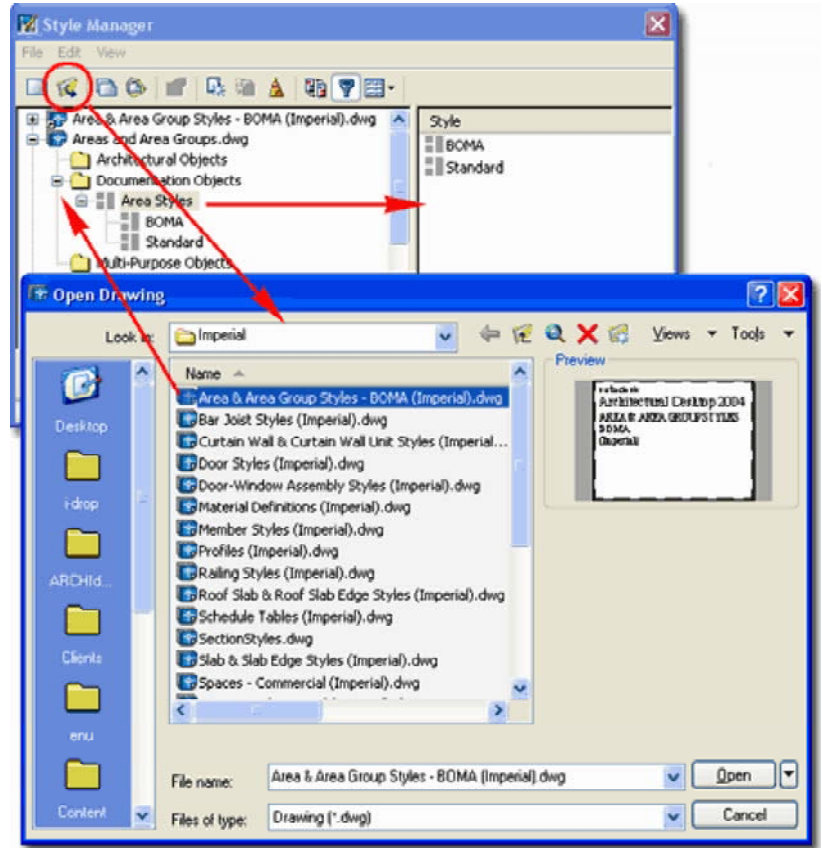 Style Manager
File Edit View
Area & Area Group Styles - BOMA (Imperial).dwg
Areas and Area Groups.dwg
Architectural Objects
Documentation Objects
Area Styles
BOMA
Standard
Multi-Purpose Objects
Style
BOMA
Standard
Open Drawing
Look in:
Imperial
Views
Tools
Desktop
i-drop
ARCHId...
Clients
enu
Content
Name
Area & Area Group Styles - BOMA (Imperial).dwg
Bar Joist Styles (Imperial).dwg
Curtain Wall & Curtain Wall Unit Styles (Imperial...
Door Styles (Imperial).dwg
Door-Window Assembly Styles (Imperial).dwg
Material Definitions (Imperial).dwg
Member Styles (Imperial).dwg
Profiles (Imperial).dwg
Railing Styles (Imperial).dwg
Roof Slab & Roof Slab Edge Styles (Imperial).dwg
Schedule Tables (Imperial).dwg
SectionStyles.dwg
Slab & Slab Edge Styles (Imperial).dwg
Spaces - Commercial (Imperial).dwg
Preview
Architectural Desktop 2004
AREA & AREA GROUP STYLES
BOMA
(Imperial)
File name:
Area & Area Group Styles - BOMA (Imperial).dwg
Open
Files of type:
Drawing (*.dwg)
Cancel